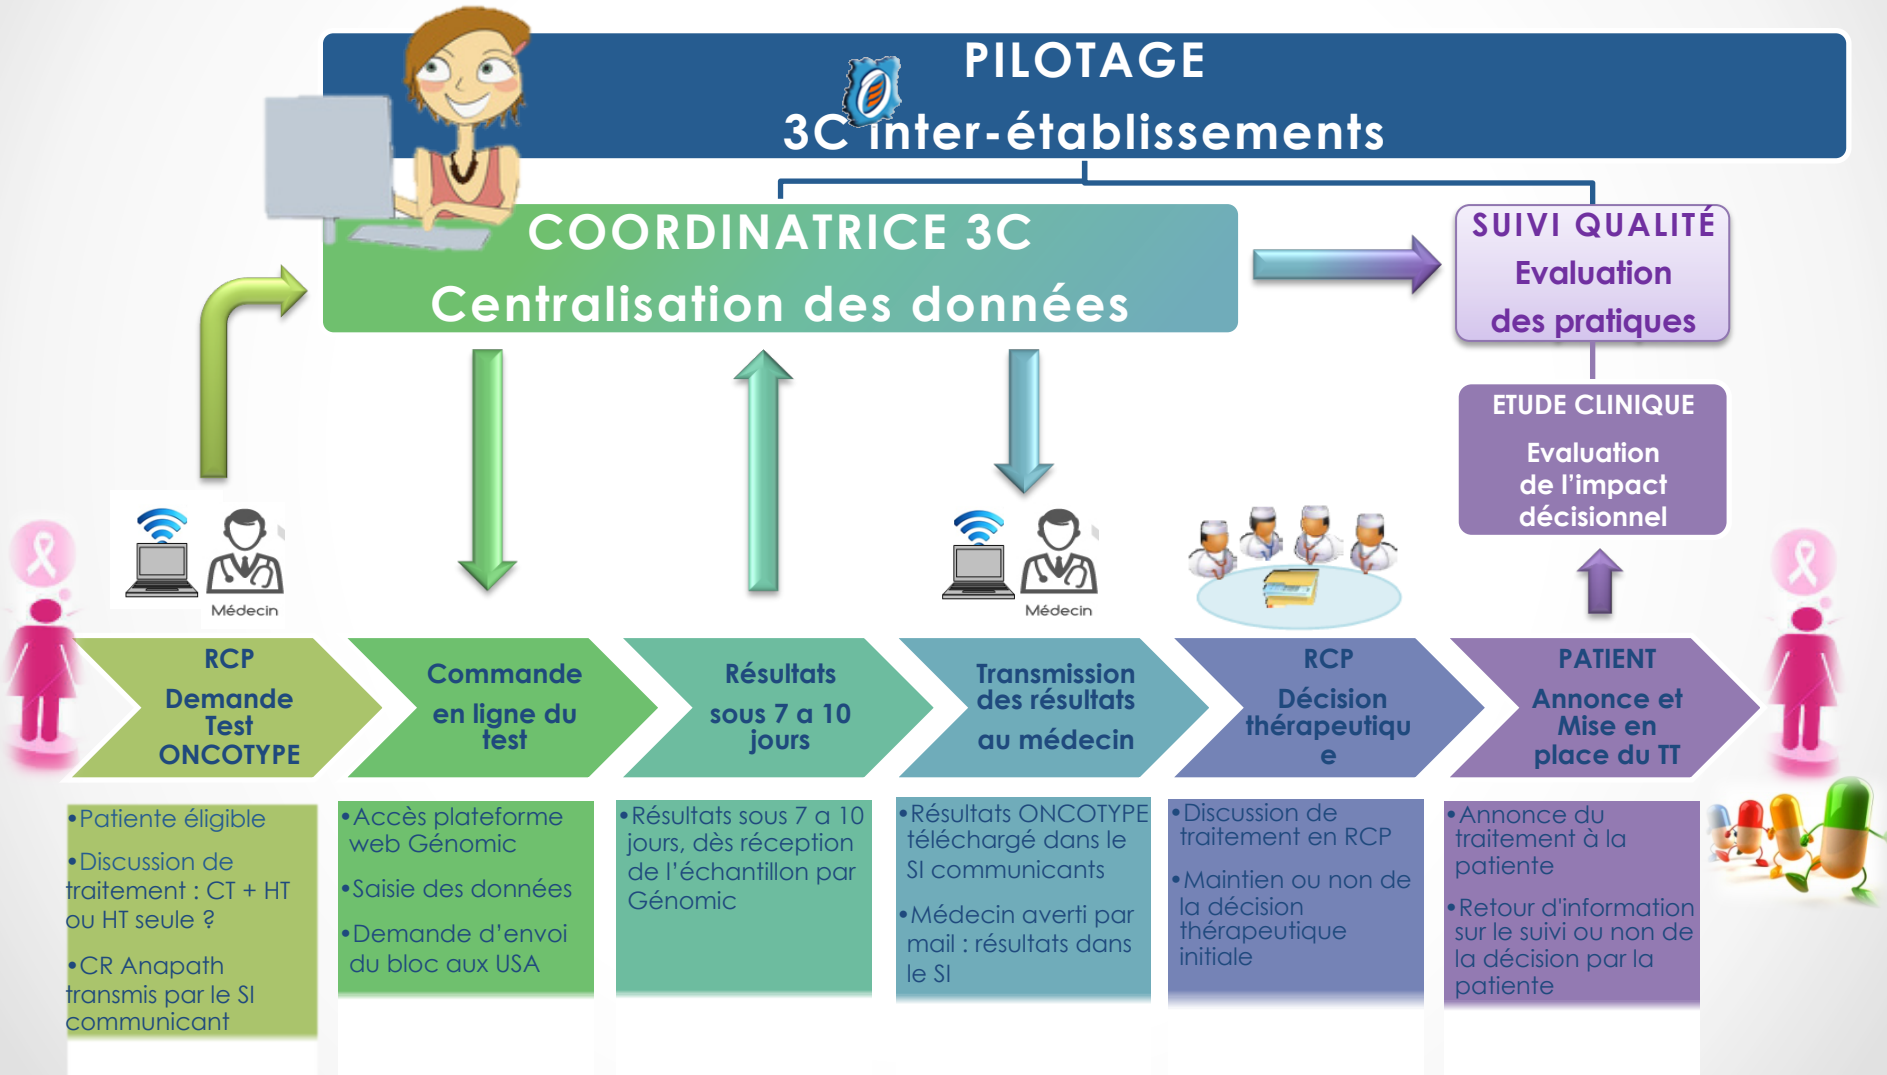 PILOTAGE
3C inter-établissements
COORDINATRICE 3C
Centralisation des données
SUIVI QUALITÉ
Evaluation
des pratiques
ETUDE CLINIQUE
Evaluation
de l'impact
décisionnel
Médecin
Médecin
RCP
Demande
Test
ONCOTYPE
Commande
en ligne du
test
Résultats
sous 7 a 10
jours
Transmission
des résultats
au médecin
RCP
Décision
thérapeutiqu
e
PATIENT
Annonce et
Mise en
place du TT
•Patiente éligible
•Discussion de
traitement : CT + HT
ou HT seule ?
•CR Anapath
transmis par le SI
communicant
•Accès plateforme
web Génomic
•Saisie des données
•Demande d'envoi
du bloc aux USA
•Résultats sous 7 a 10
jours, dès réception
de l'échantillon par
Génomic
•Résultats ONCOTYPE
téléchargé dans le
SI communicants
•Médecin averti par
mail : résultats dans
le SI
•Discussion de
traitement en RCP
•Maintien ou non de
la décision
thérapeutique
initiale
•Annonce du
traitement à la
patiente
•Retour d'information
sur le suivi ou non de
la décision par la
patiente